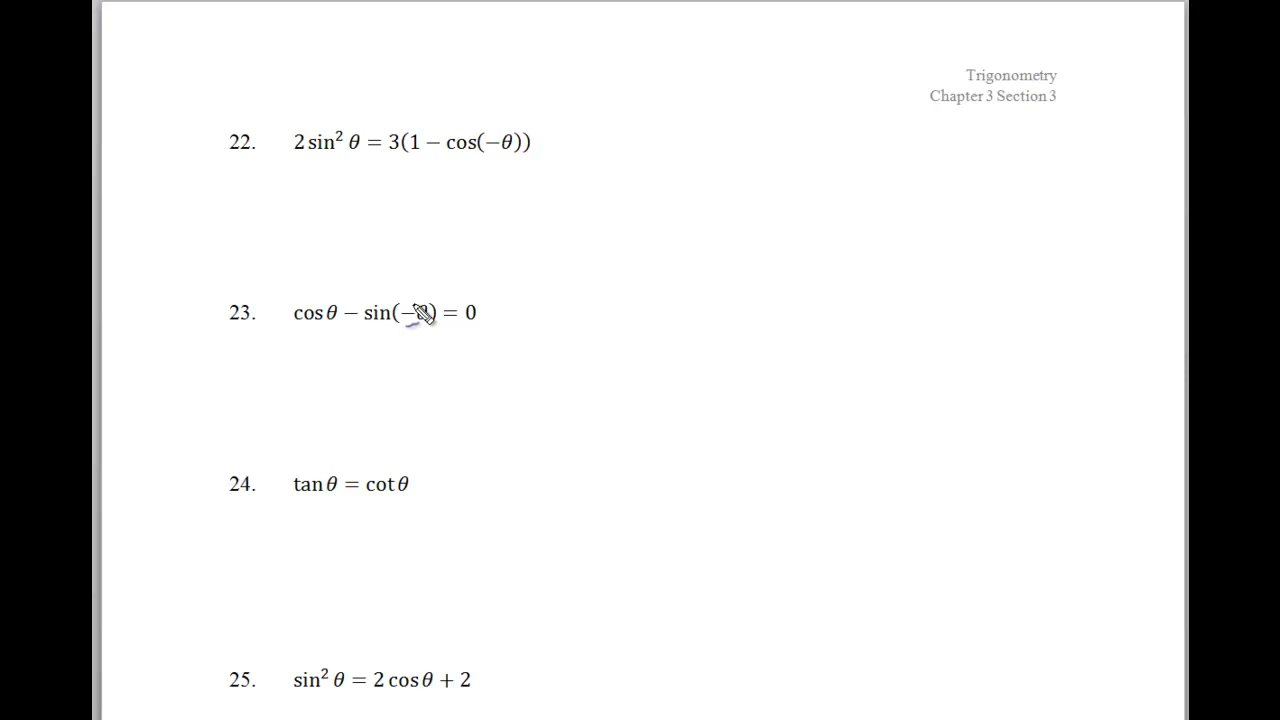 Trigonometry
Chapter 3 Section 3
22. 2 sin² θ = 3(1 − cos(−θ))
23. cos θ − sin(−θ) = 0
24. tan θ = cot θ
25. sin² θ = 2 cos θ + 2